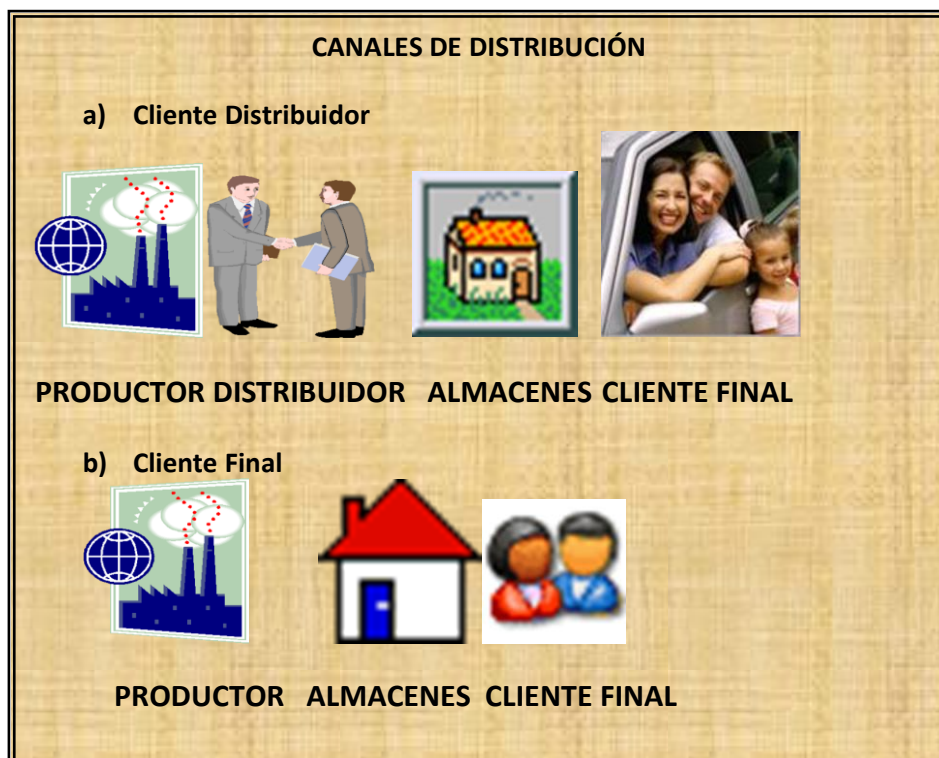 CANALES DE DISTRIBUCIÓN
a) Cliente Distribuidor
PRODUCTOR DISTRIBUIDOR ALMACENES CLIENTE FINAL
b) Cliente Final
PRODUCTOR ALMACENES CLIENTE FINAL